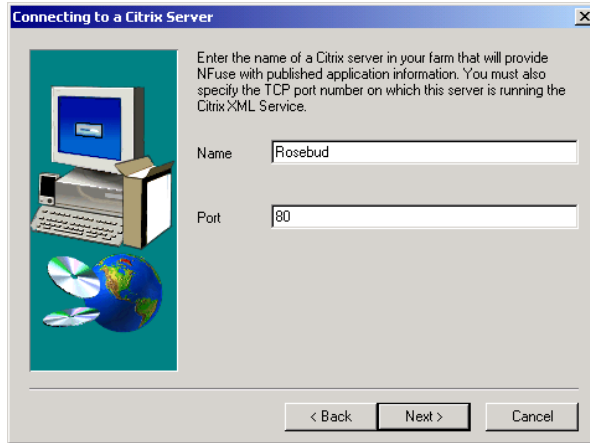 Connecting to a Citrix Server
Enter the name of a Citrix server in your farm that will provide
NFuse with published application information. You must also
specify the TCP port number on which this server is running the
Citrix XML Service.
Name
Rosebud
Port
80
< Back
Next >
Cancel